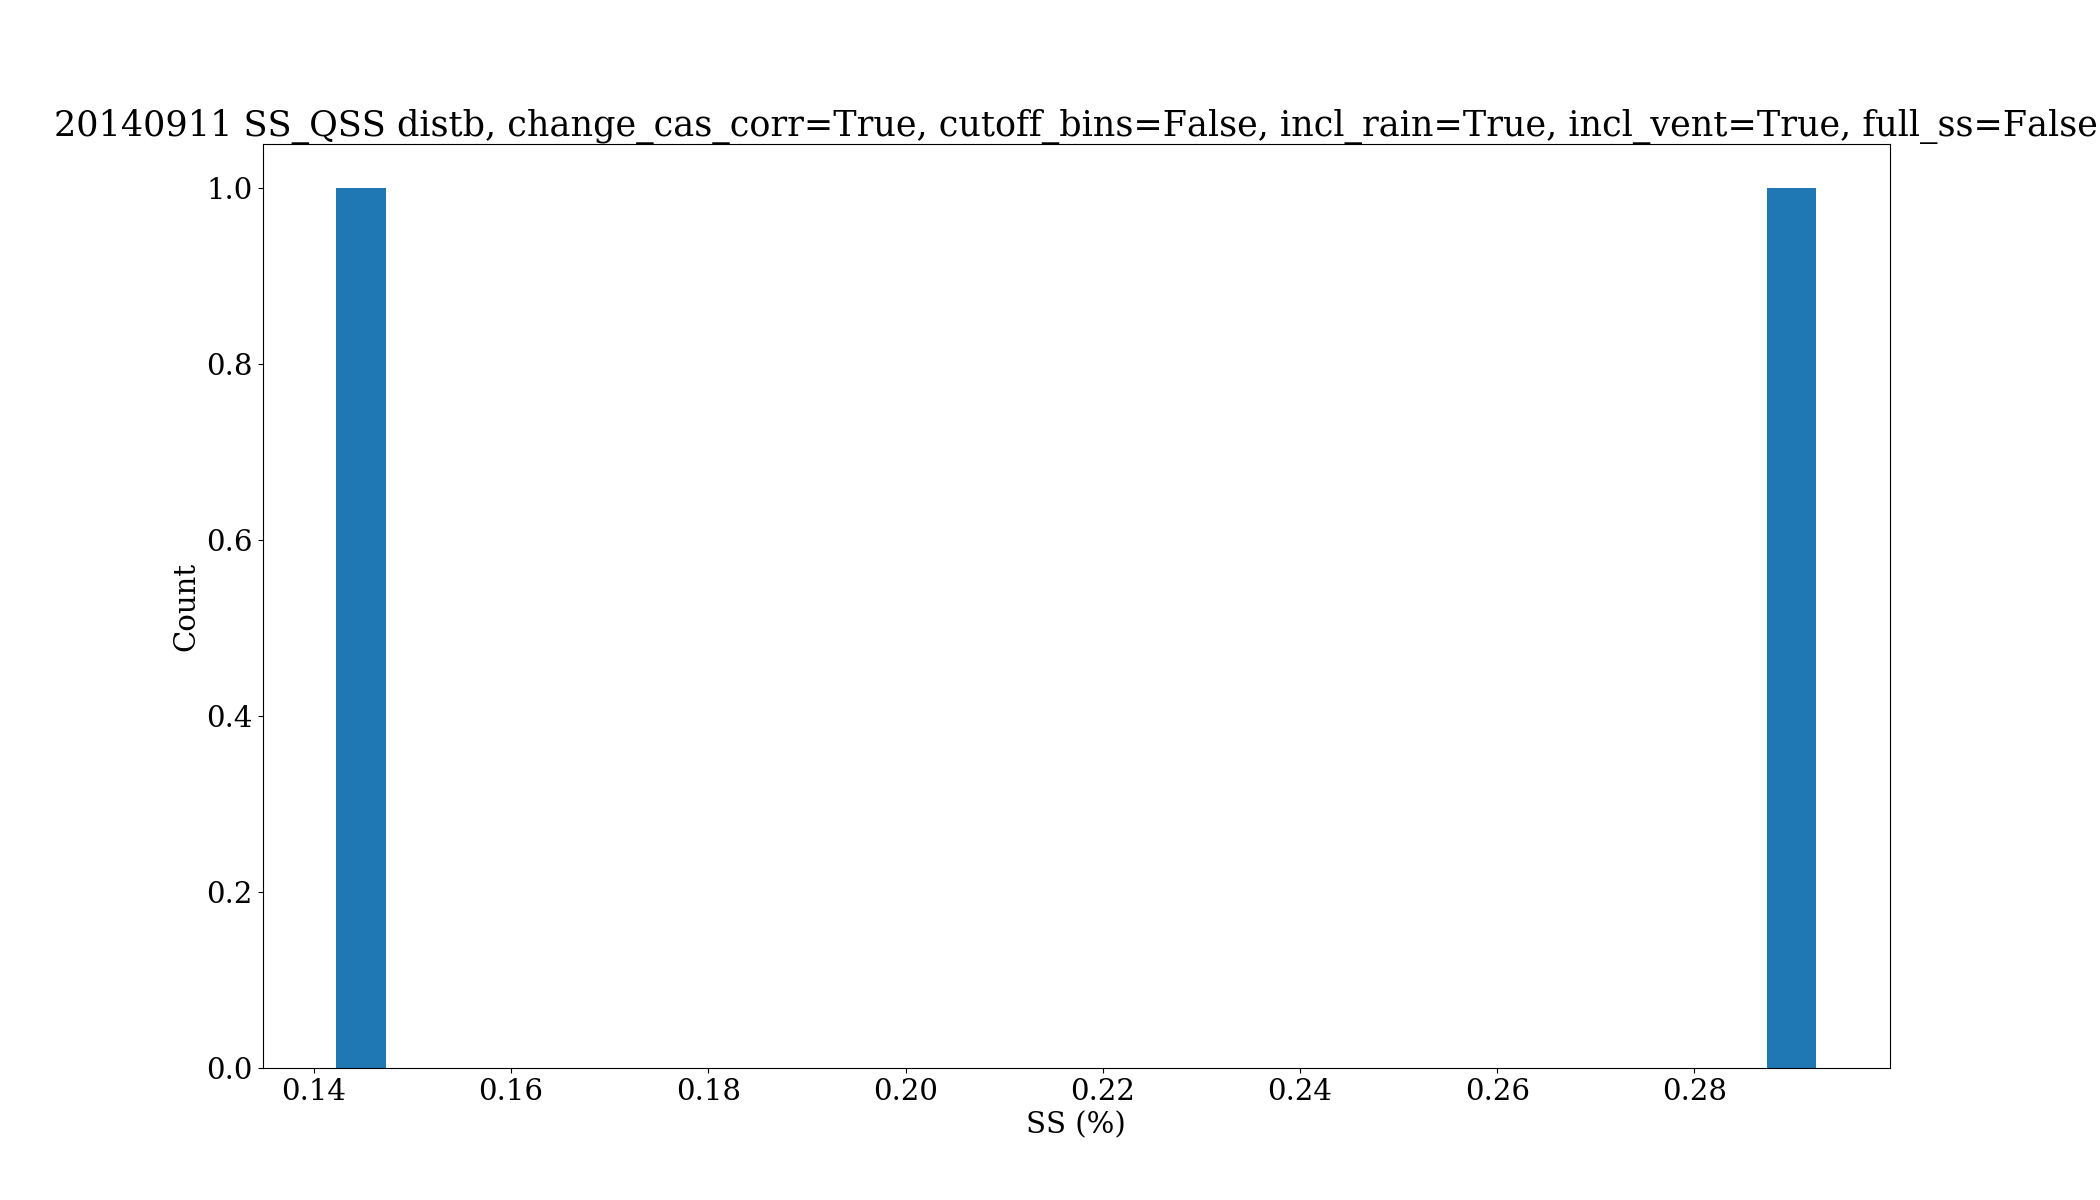 20140911 SS_QSS distb, change_cas_corr=True, cutoff_bins=False, incl_rain=True, incl_vent=True, full_ss=False
1.0
0.8
0.6
0.4
0.2
0.0
Count
0.14 0.16 0.18 0.20 0.22 0.24 0.26 0.28
SS (%)